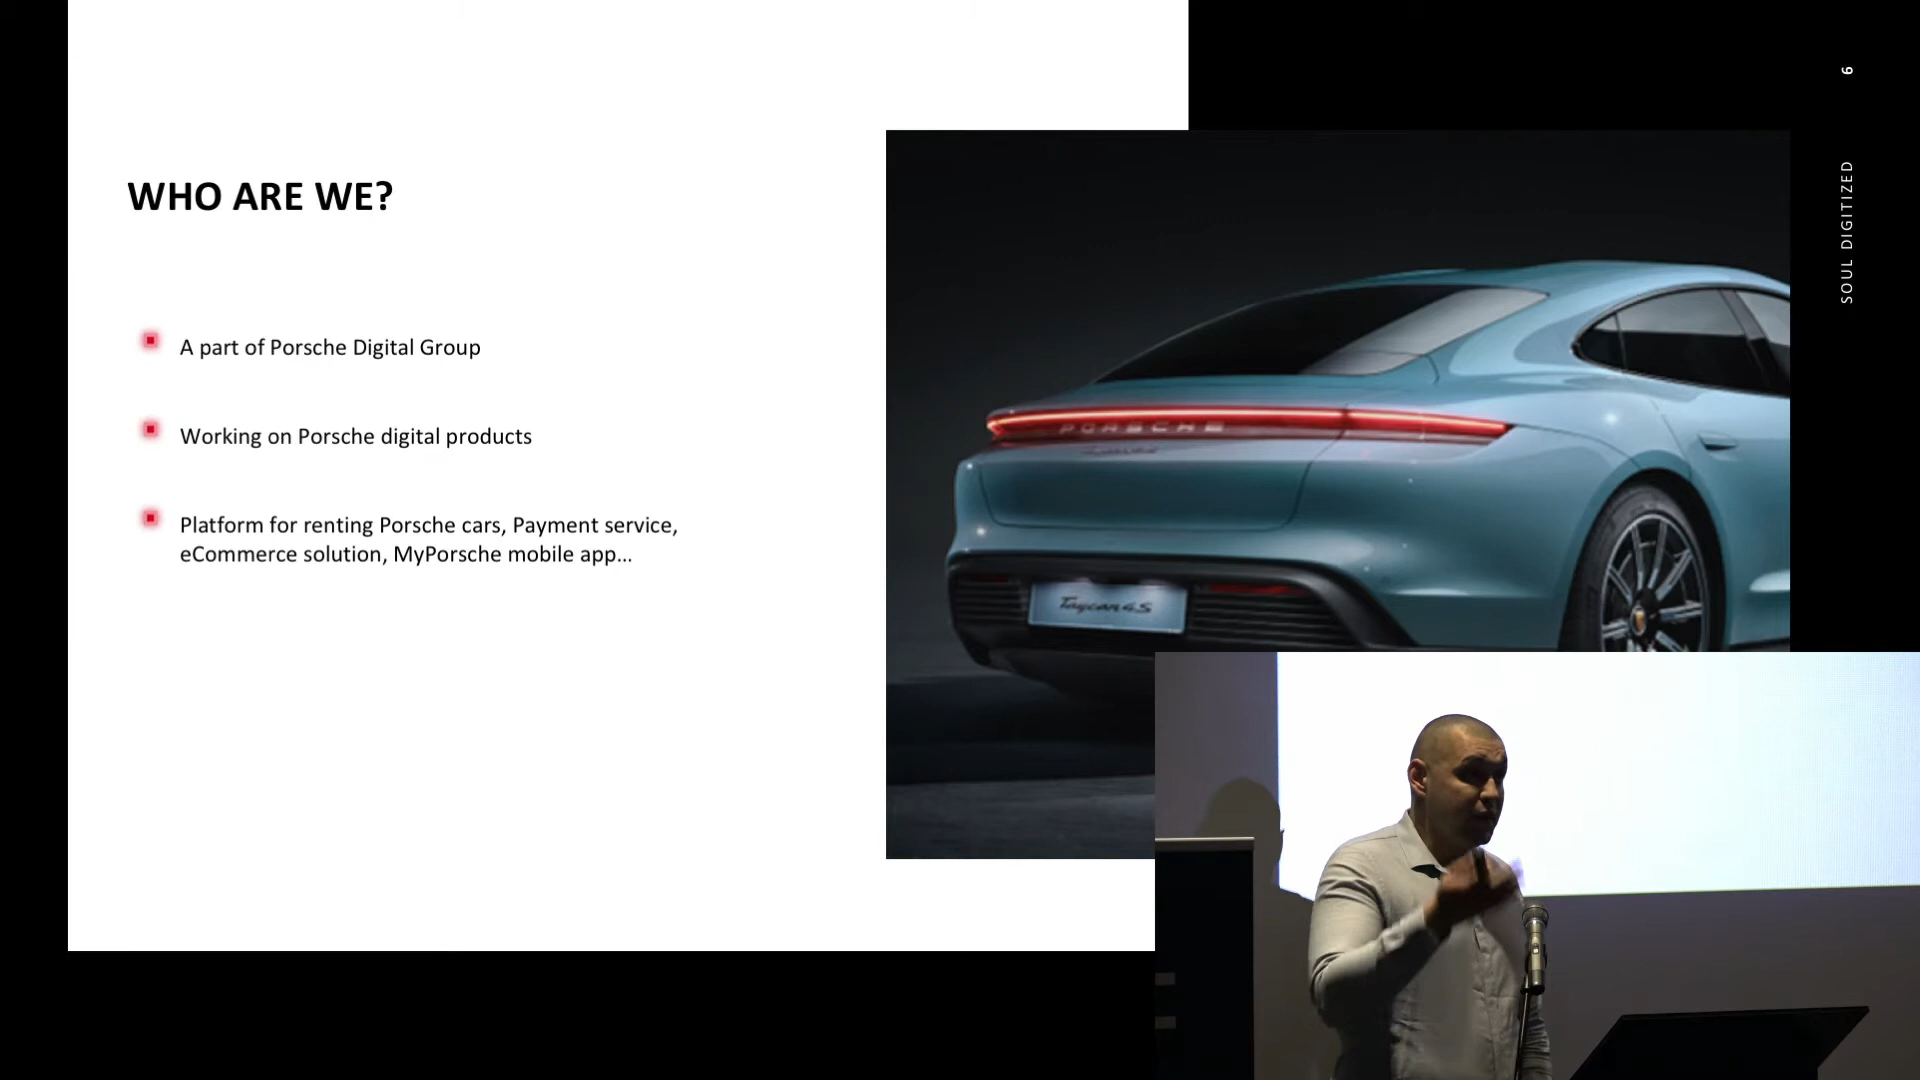 WHO ARE WE?
A part of Porsche Digital Group
Working on Porsche digital products
Platform for renting Porsche cars, Payment service,
eCommerce solution, MyPorsche mobile app...
6
SOUL DIGITIZED
PORSCHE
Taycan 4S